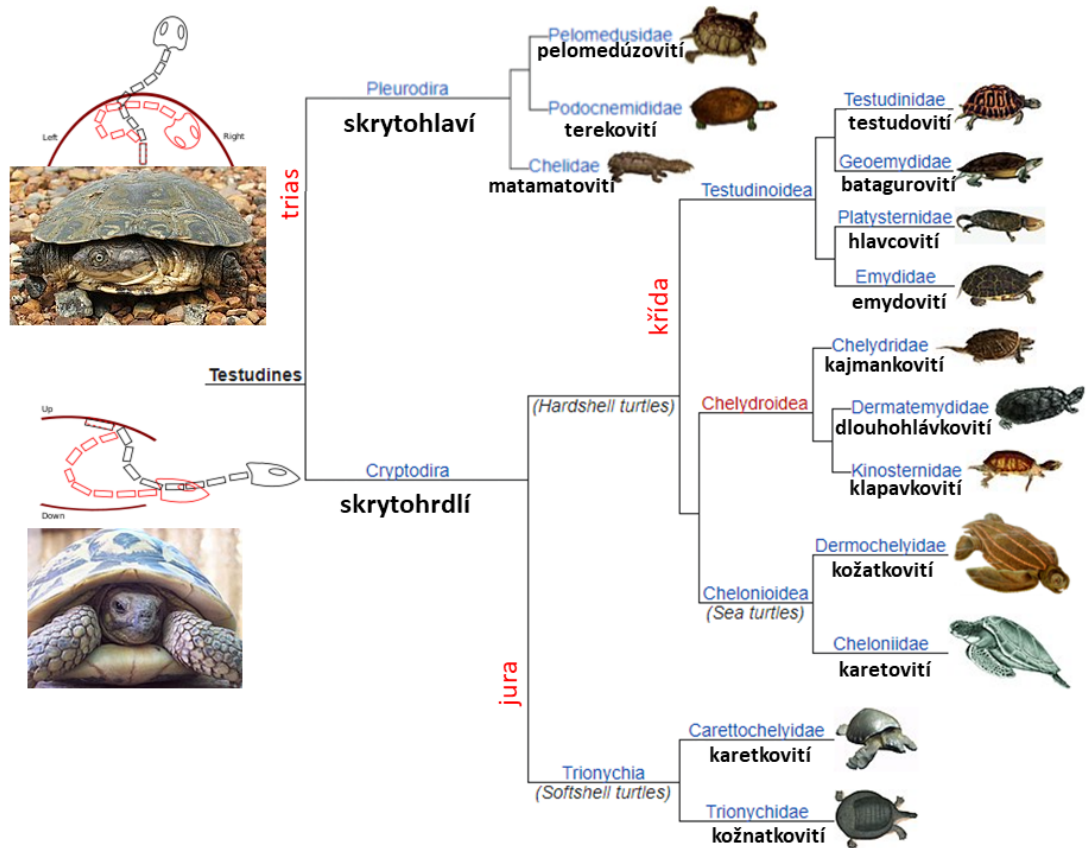 Left
Right
trias
Pleurodira
skrytohlaví
Pelomedusidae
pelomedúzovití
Podocnemididae
terekovití
Chelidae
matamatovití
Testudines
Up
Down
Cryptodira
skrytohrdlí
jura
(Hardshell turtles)
křída
Testudinoidea
Testudinidae
testudovití
Geoemydidae
batagurovití
Platysternidae
hlavcovití
Emydidae
emydovití
Chelydroidea
Chelydridae
kajmankovití
Dermatemydidae
dlouhohlávkovití
Kinosternidae
klapavkovití
Chelonioidea
(Sea turtles)
Dermochelyidae
kožatkovití
Cheloniidae
karetovití
Trionychia
(Softshell turtles)
Carettochelyidae
karetkovití
Trionychidae
kožnatkovití